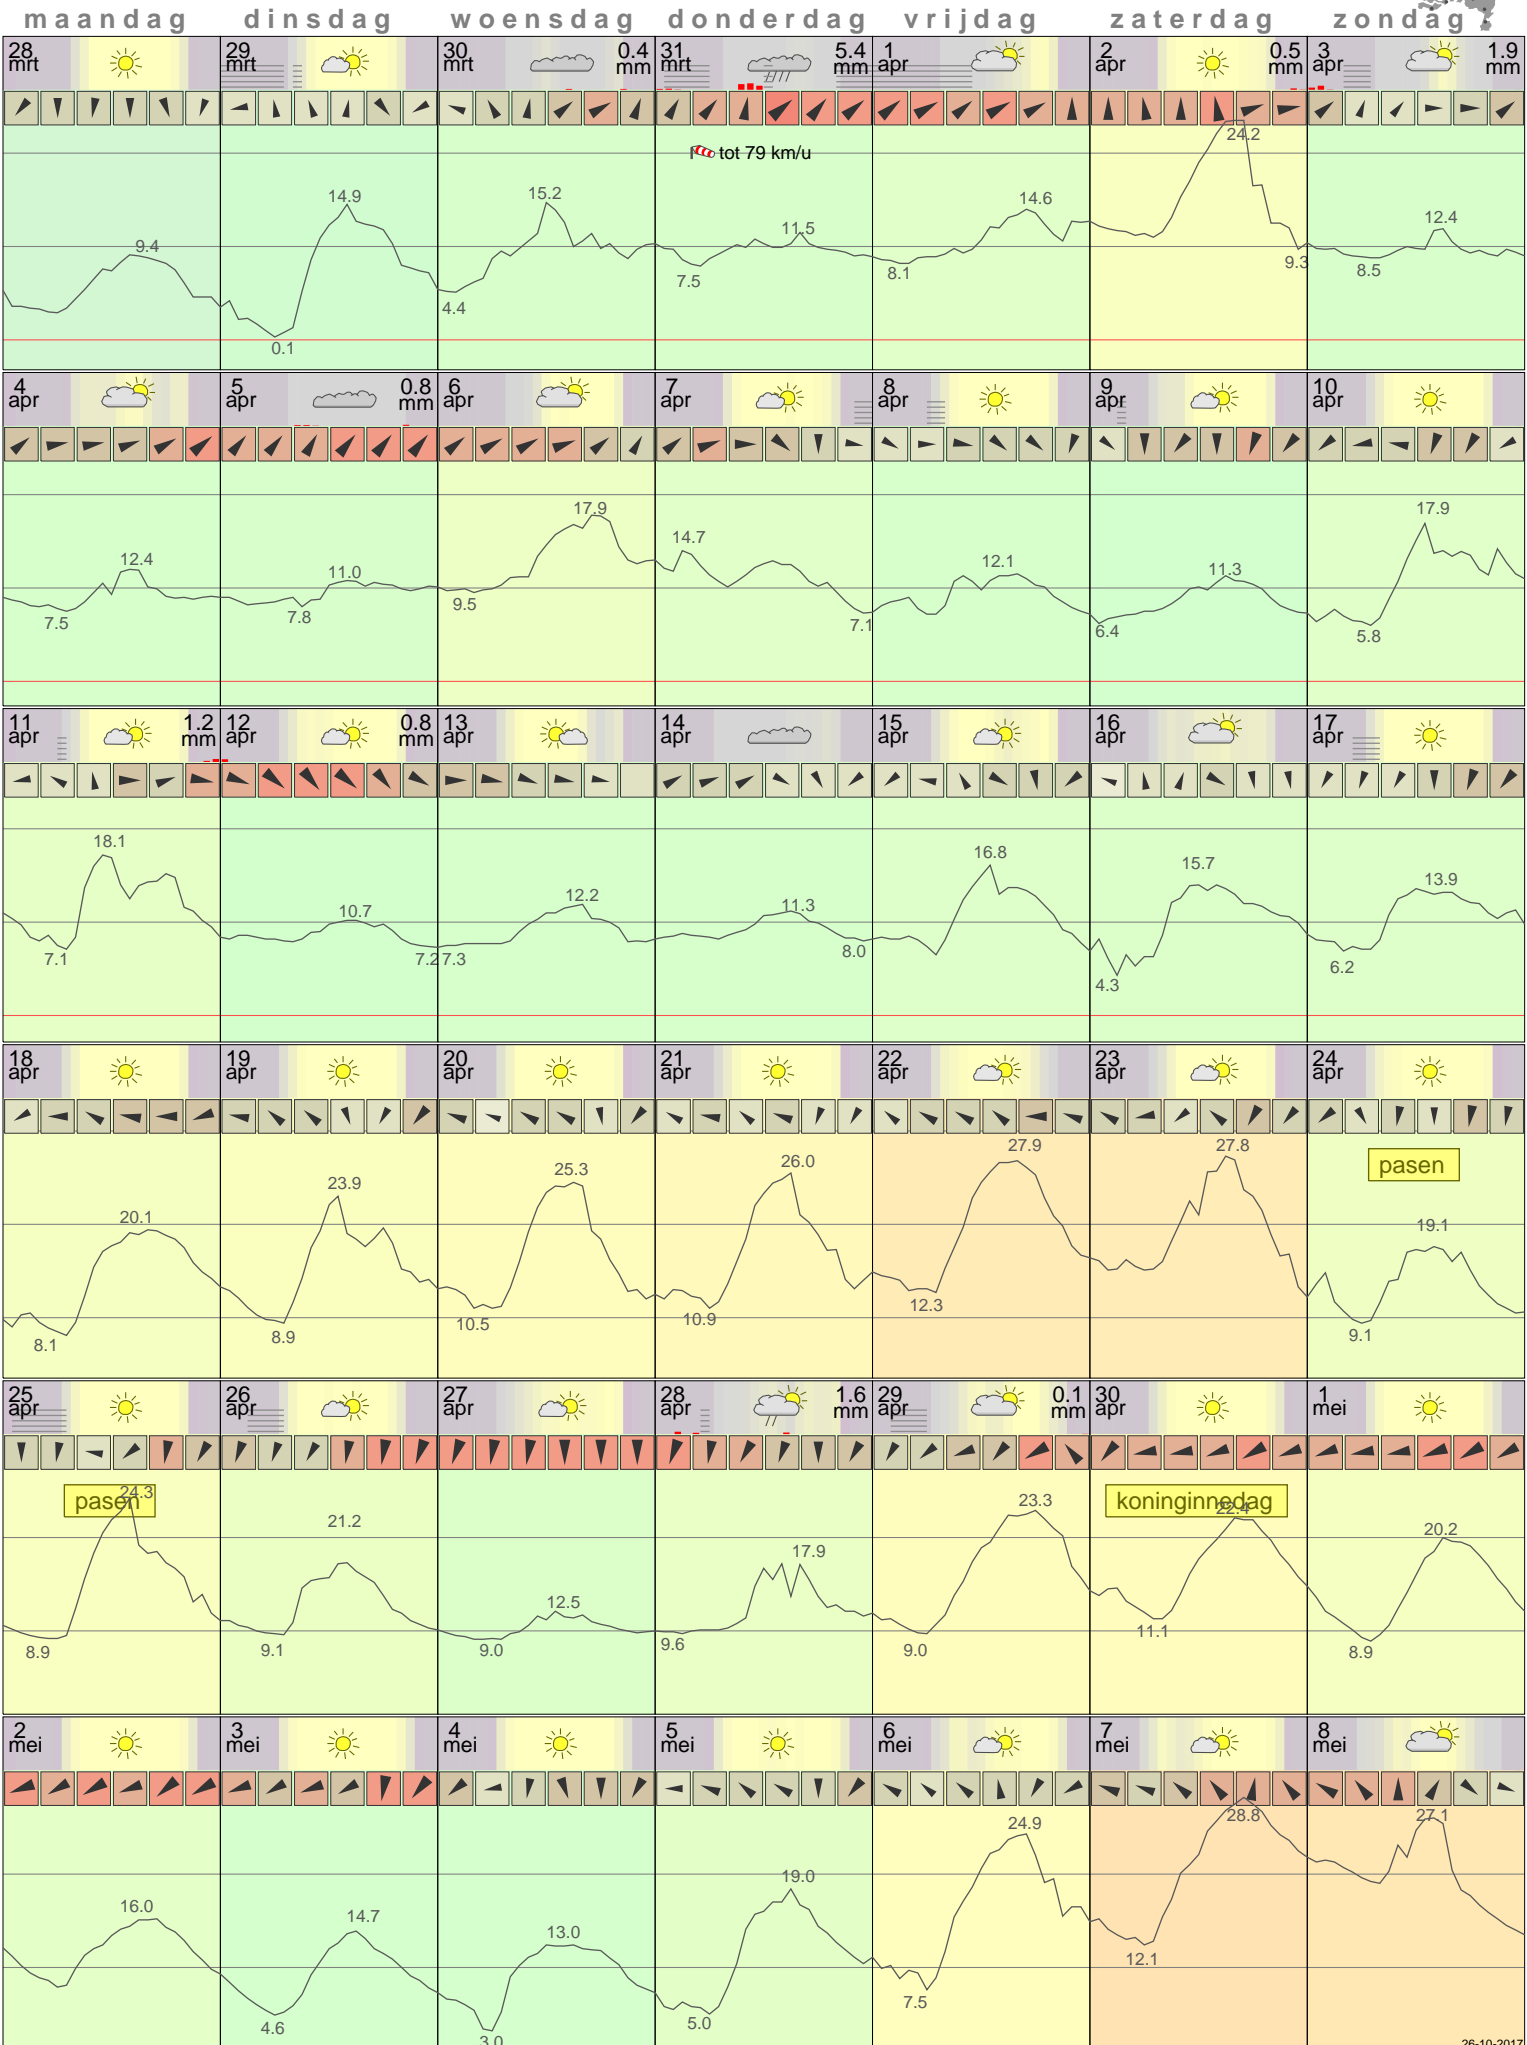 maandag dinsdag woensdag donderdag vrijdag zaterdag zondag
28 29 30 0.4 31 5.4 1 2 0.5 3 1.9
mrt mrt mrt mm mrt mm apr apr mm apr mm
tot 79 km/u
9.4 14.9 15.2 11.5 14.6 24.2 12.4
0.1 4.4 7.5 8.1 9.3 8.5
4 5 0.8 6 7 8 9 10
apr apr mm apr apr apr apr apr
12.4 11.0 17.9 14.7 12.1 11.3 17.9
7.5 7.8 9.5 7.1 6.4 5.8
11 1.2 12 0.8 13 14 15 16 17
apr mm apr mm apr apr apr apr apr
18.1 10.7 12.2 11.3 16.8 15.7 13.9
7.1 7.2 7.3 8.0 4.3 6.2
18 19 20 21 22 23 24
apr apr apr apr apr apr apr
pasen
20.1 23.9 25.3 26.0 27.9 27.8 19.1
8.1 8.9 10.5 10.9 12.3 9.1
25 26 27 28 1.6 29 0.1 30 1
apr apr apr apr mm apr mm apr mei
pasen koninginnedag
24.3 21.2 12.5 17.9 23.3 22.4 20.2
8.9 9.1 9.0 9.6 9.0 11.1 8.9
2 3 4 5 6 7 8
mei mei mei mei mei mei mei
16.0 14.7 13.0 19.0 24.9 28.8 27.1
4.6 3.0 5.0 7.5 12.1
26-10-2017